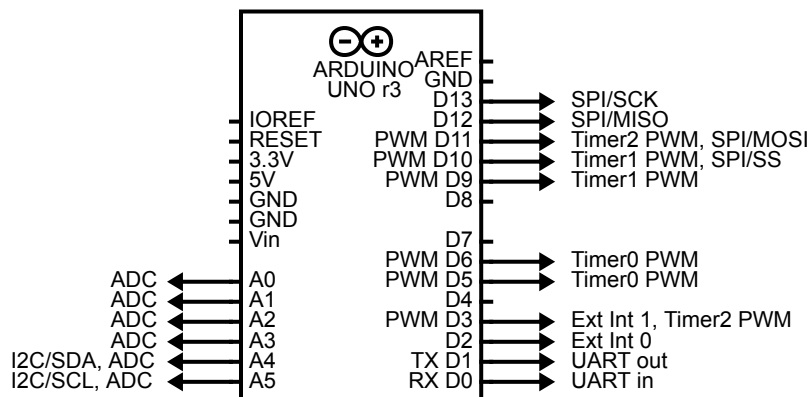 AREF
ARDUINO
GND
UNO r3
D13 SPI/SCK
IOREF D12 SPI/MISO
RESET PWM D11 Timer2 PWM, SPI/MOSI
3.3V PWM D10 Timer1 PWM, SPI/SS
5V PWM D9 Timer1 PWM
GND D8
GND
Vin D7
PWM D6 Timer0 PWM
ADC A0 PWM D5 Timer0 PWM
ADC A1 D4
ADC A2 PWM D3 Ext Int 1, Timer2 PWM
ADC A3 D2 Ext Int 0
I2C/SDA, ADC A4 TX D1 UART out
I2C/SCL, ADC A5 RX D0 UART in